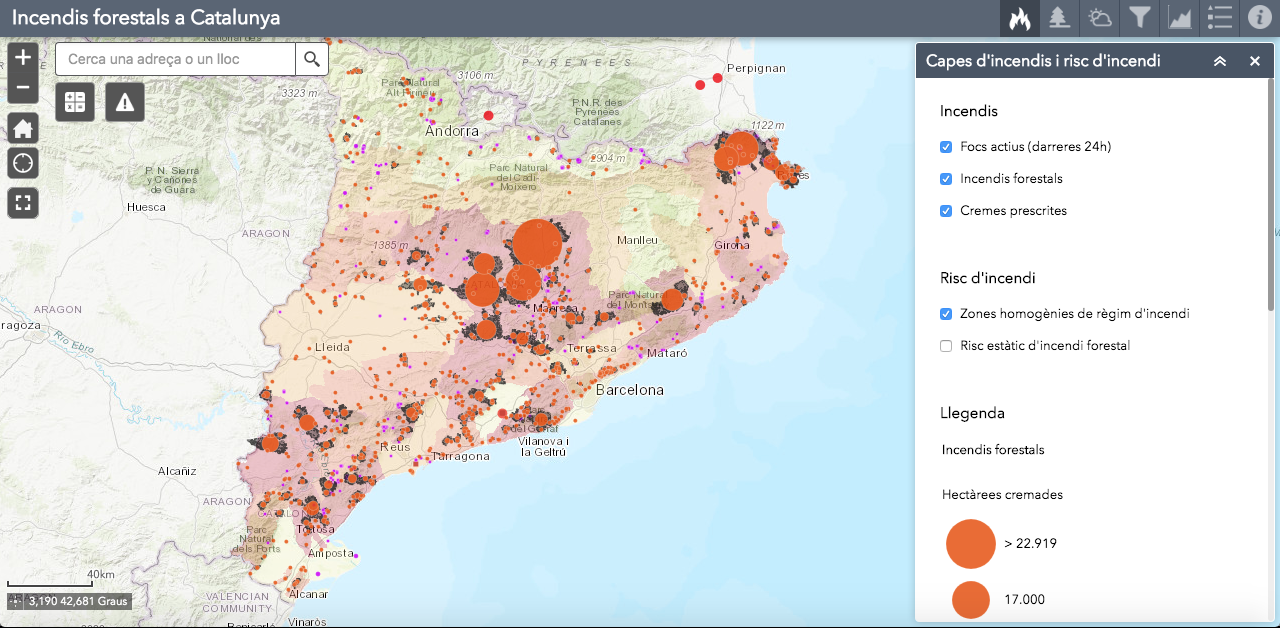 Incendis forestals a Catalunya
Cerca una adreça o un lloc
Capes d'incendis i risc d'incendi
Incendis
Focs actius (darreres 24h)
Incendis forestals
Cremes prescrites
Risc d'incendi
Zones homogènies de règim d'incendi
Risc estàtic d'incendi forestal
Llegenda
Incendis forestals
Hectàrees cremades
> 22.919
17.000
PYRENEES
Perpignan
3106 m
Parc Natural
Alt Pirineu
3323 m
P.N.R. des
Pyrenees
Catalanes
Andorra
1122 m
2904 m
P. N. Sierra
y Cañones
de Guára
Parc Natural
del Cadí-
Moixero
Huesca
ARAGON
1385 m
Manlleu
Girona
Parc Natural
del Montseny
ARAGON
Manresa
Río Ebro
Lleida
Terrassa
Mataró
Barcelona
Reus
Vilanova i
la Geltrú
Tarragona
Alcañiz
ARAGON
Tortosa
Parc
Natural
dels Ports
Amposta
40km
3,190 42,681 Graus
VALENCIAN
COMMUNITY
Alcanar
Vinaròs